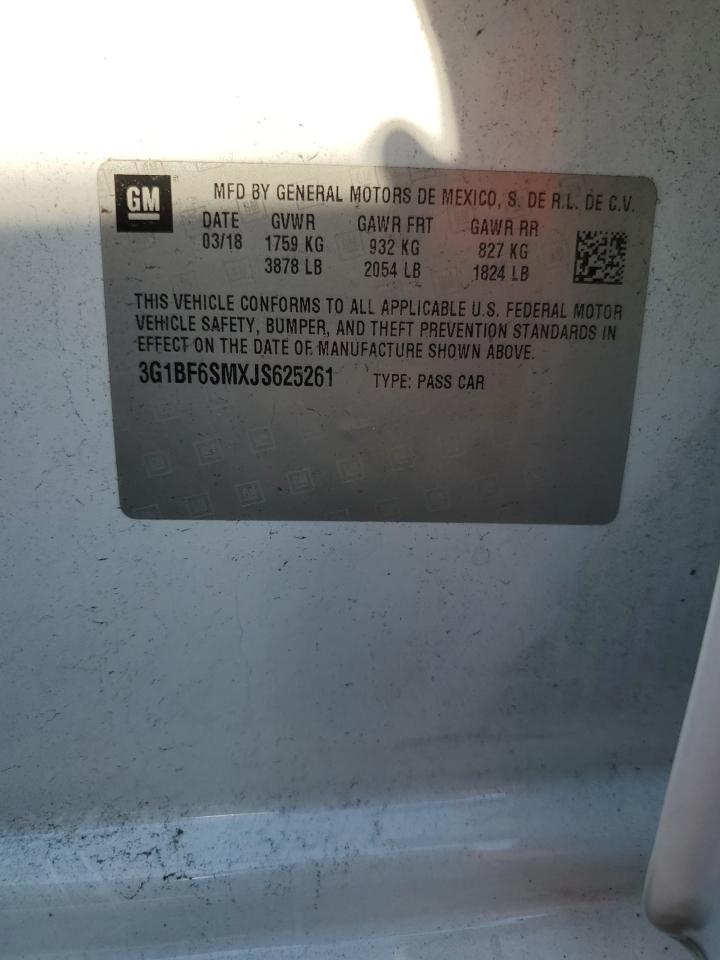 GM ® MFD BY GENERAL MOTORS DE MEXICO, S. DE R.L. DE C.V.
DATE GVWR GAWR FRT GAWR RR
03/18 1759 KG 932 KG 827 KG
3878 LB 2054 LB 1824 LB
THIS VEHICLE CONFORMS TO ALL APPLICABLE U.S. FEDERAL MOTOR
VEHICLE SAFETY, BUMPER, AND THEFT PREVENTION STANDARDS IN
EFFECT ON THE DATE OF MANUFACTURE SHOWN ABOVE.
3G1BF6SMXJS625261 TYPE: PASS CAR